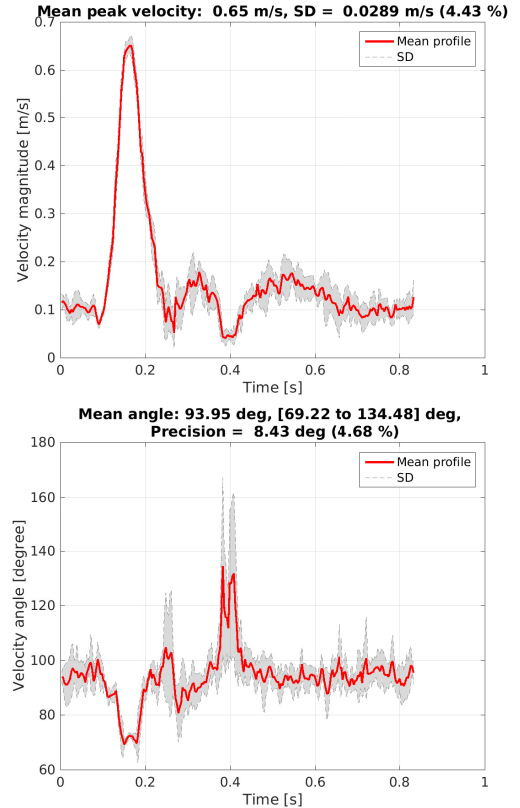 Mean peak velocity:  0.65 m/s, SD =  0.0289 m/s (4.43 %)
0.7
0.6
0.5
0.4
0.3
0.2
0.1
0
Velocity magnitude [m/s]
Mean profile
SD
0 0.2 0.4 0.6 0.8 1
Time [s]
Mean angle: 93.95 deg, [69.22 to 134.48] deg,
Precision =  8.43 deg (4.68 %)
180
160
140
120
100
80
60
Velocity angle [degree]
Mean profile
SD
0 0.2 0.4 0.6 0.8 1
Time [s]